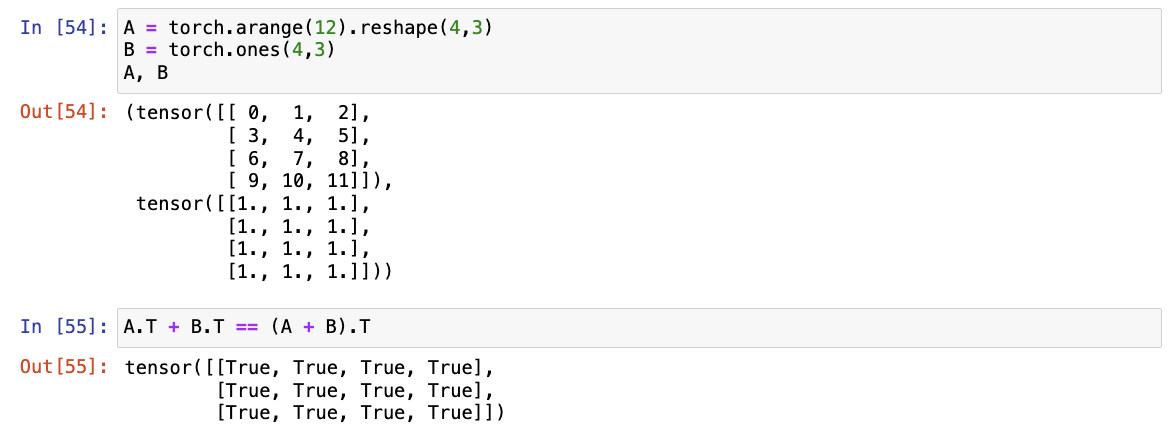 In [54]: A = torch.arange(12).reshape(4,3)
B = torch.ones(4,3)
A, B
Out[54]: (tensor([[ 0,  1,  2],
[ 3,  4,  5],
[ 6,  7,  8],
[ 9, 10, 11]]),
tensor([[1., 1., 1.],
[1., 1., 1.],
[1., 1., 1.],
[1., 1., 1.]]))
In [55]: A.T + B.T == (A + B).T
Out[55]: tensor([[True, True, True, True],
[True, True, True, True],
[True, True, True, True]])